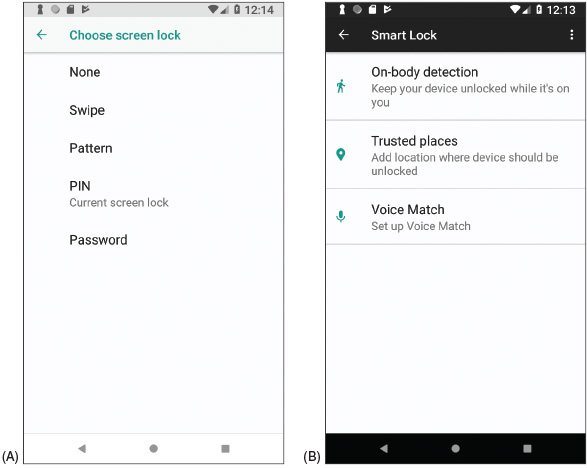 12:14
Choose screen lock
None
Swipe
Pattern
PIN
Current screen lock
Password
(A)
12:13
Smart Lock
On-body detection
Keep your device unlocked while it's on
you
Trusted places
Add location where device should be
unlocked
Voice Match
Set up Voice Match
(B)